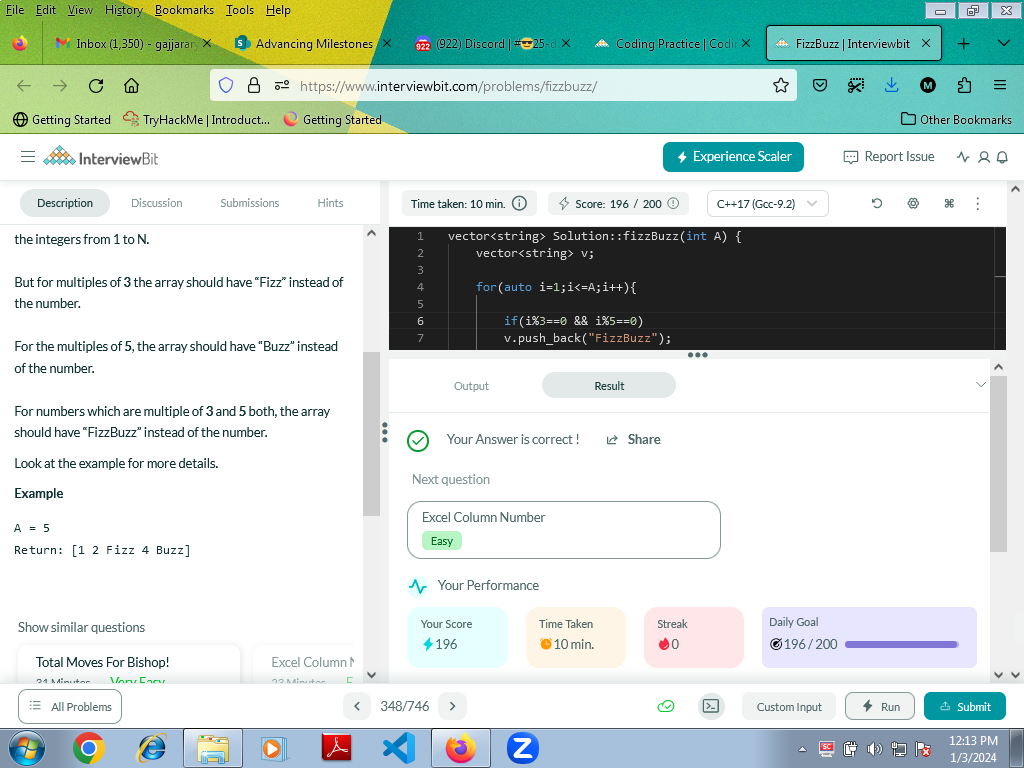 File Edit View History Bookmarks Tools Help
Inbox (1,350) - gajjarar
Advancing Milestones
(922) Discord | #😎25-d
Coding Practice | Codi
FizzBuzz | Interviewbit
https://www.interviewbit.com/problems/fizzbuzz/
Getting Started
TryHackMe | Introduct...
Getting Started
Other Bookmarks
InterviewBit
Experience Scaler
Report Issue
Description
Discussion
Submissions
Hints
the integers from 1 to N.
But for multiples of 3 the array should have “Fizz” instead of
the number.
For the multiples of 5, the array should have “Buzz” instead
of the number.
For numbers which are multiple of 3 and 5 both, the array
should have “FizzBuzz” instead of the number.
Look at the example for more details.
Example
A = 5
Return: [1 2 Fizz 4 Buzz]
Show similar questions
Total Moves For Bishop!
31 Minutes Very Easy
Excel Column N
23 Minutes E
Time taken: 10 min.
Score: 196 / 200
C++17 (Gcc-9.2)
1 vector<string> Solution::fizzBuzz(int A) {
2 vector<string> v;
3
4 for(auto i=1;i<=A;i++){
5
6 if(i%3==0 && i%5==0)
7 v.push_back("FizzBuzz");
Output
Result
Your Answer is correct !
Share
Next question
Excel Column Number
Easy
Your Performance
Your Score
196
Time Taken
10 min.
Streak
0
Daily Goal
196 / 200
All Problems
348/746
Custom Input
Run
Submit
12:13 PM
1/3/2024